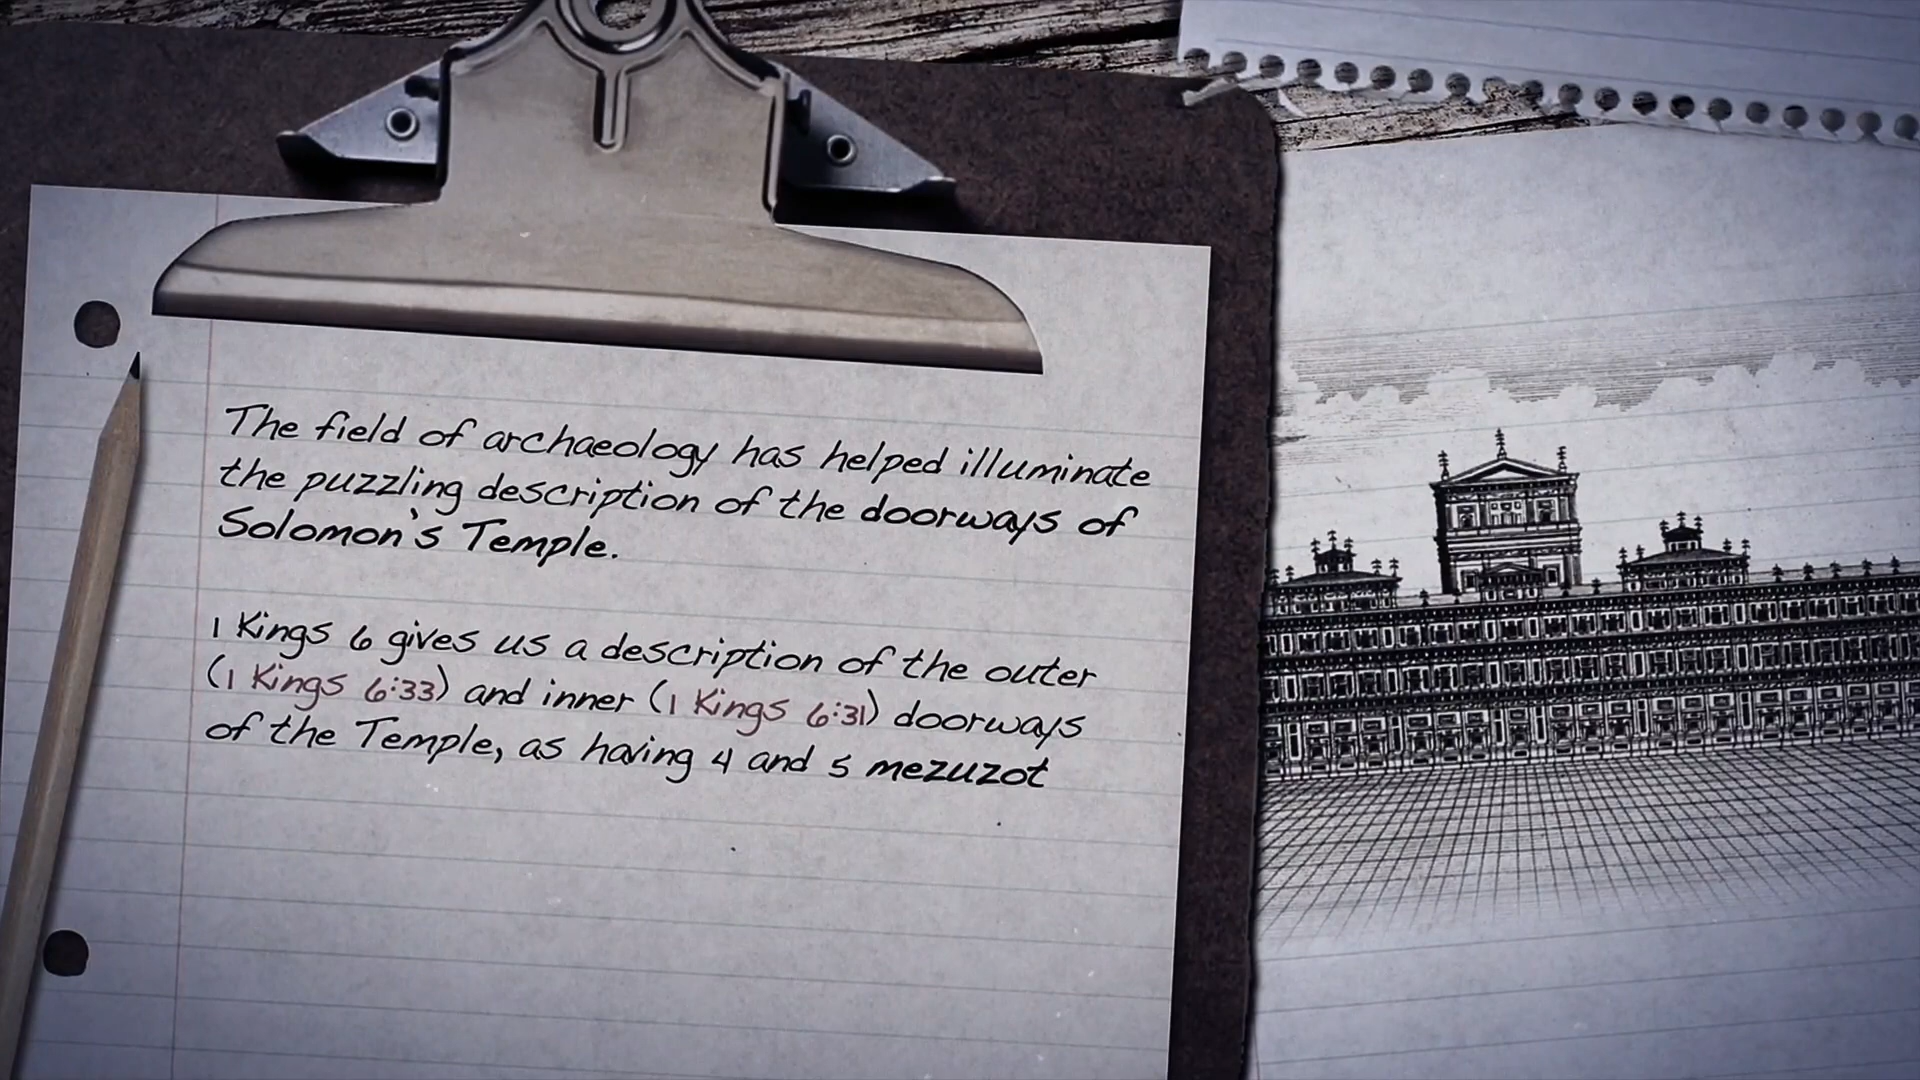 The field of archaeology has helped illuminate
the puzzling description of the doorways of
Solomon's Temple.
1 Kings 6 gives us a description of the outer
(1 Kings 6:33) and inner (1 Kings 6:31) doorways
of the Temple, as having 4 and 5 mezuzot